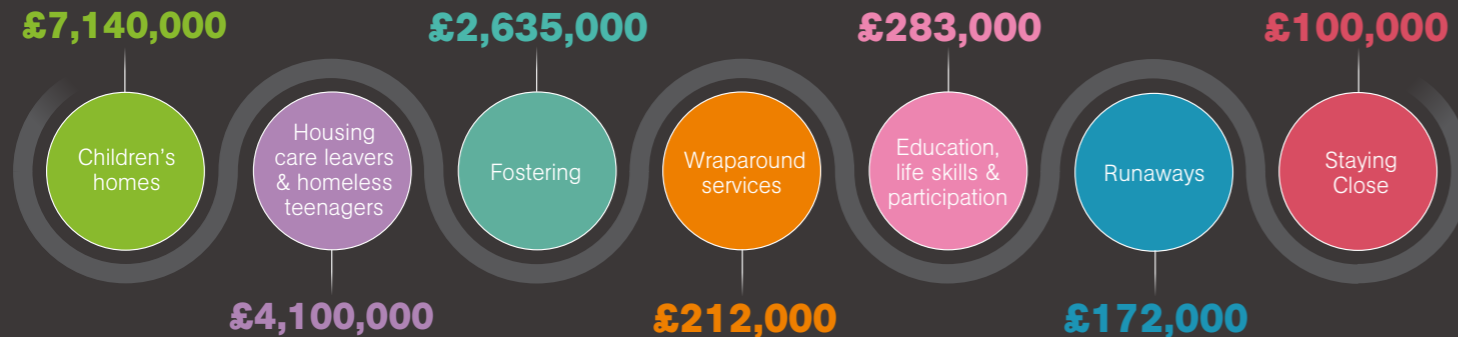 £7,140,000
Children's
homes
£4,100,000
Housing
care leavers
& homeless
teenagers
£2,635,000
Fostering
£212,000
Wraparound
services
£283,000
Education,
life skills &
participation
£172,000
Runaways
£100,000
Staying
Close